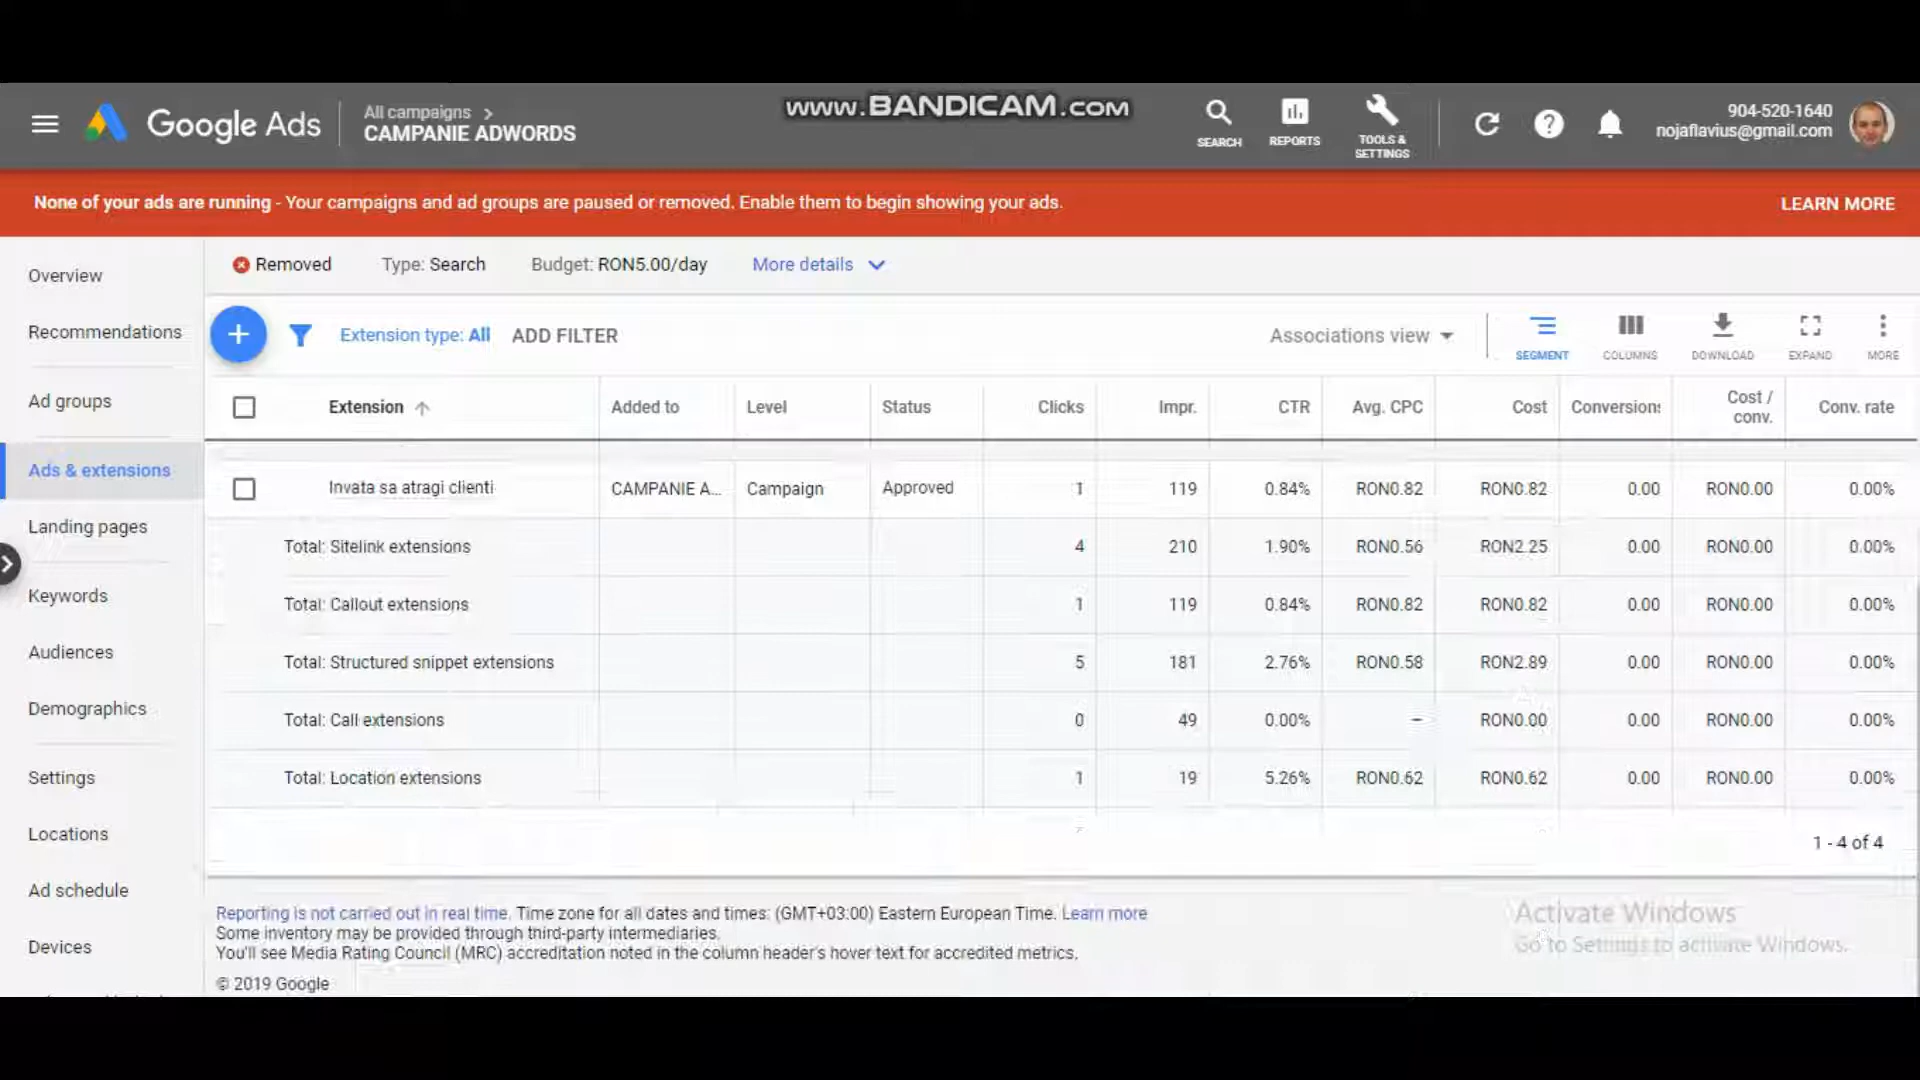 www.BANDICAM.com
Google Ads
All campaigns
CAMPANIE ADWORDS
SEARCH
REPORTS
TOOLS & SETTINGS
904-520-1640
nojaflavius@gmail.com
None of your ads are running - Your campaigns and ad groups are paused or removed. Enable them to begin showing your ads.
LEARN MORE
Overview
Recommendations
Ad groups
Ads & extensions
Landing pages
Keywords
Audiences
Demographics
Settings
Locations
Ad schedule
Devices
Removed Type: Search Budget: RON5.00/day More details
Extension type: All ADD FILTER Associations view SEGMENT COLUMNS DOWNLOAD EXPAND MORE
Extension Added to Level Status Clicks Impr. CTR Avg. CPC Cost Conversions Cost / conv. Conv. rate
Invata sa atragi clienti CAMPANIE A... Campaign Approved 1 119 0.84% RON0.82 RON0.82 0.00 RON0.00 0.00%
Total: Sitelink extensions 4 210 1.90% RON0.56 RON2.25 0.00 RON0.00 0.00%
Total: Callout extensions 1 119 0.84% RON0.82 RON0.82 0.00 RON0.00 0.00%
Total: Structured snippet extensions 5 181 2.76% RON0.58 RON2.89 0.00 RON0.00 0.00%
Total: Call extensions 0 49 0.00% – RON0.00 0.00 RON0.00 0.00%
Total: Location extensions 1 19 5.26% RON0.62 RON0.62 0.00 RON0.00 0.00%
1 - 4 of 4
Reporting is not carried out in real time. Time zone for all dates and times: (GMT+03:00) Eastern European Time. Learn more
Some inventory may be provided through third-party intermediaries.
You'll see Media Rating Council (MRC) accreditation noted in the column header's hover text for accredited metrics.
© 2019 Google
Activate Windows
Go to Settings to activate Windows.